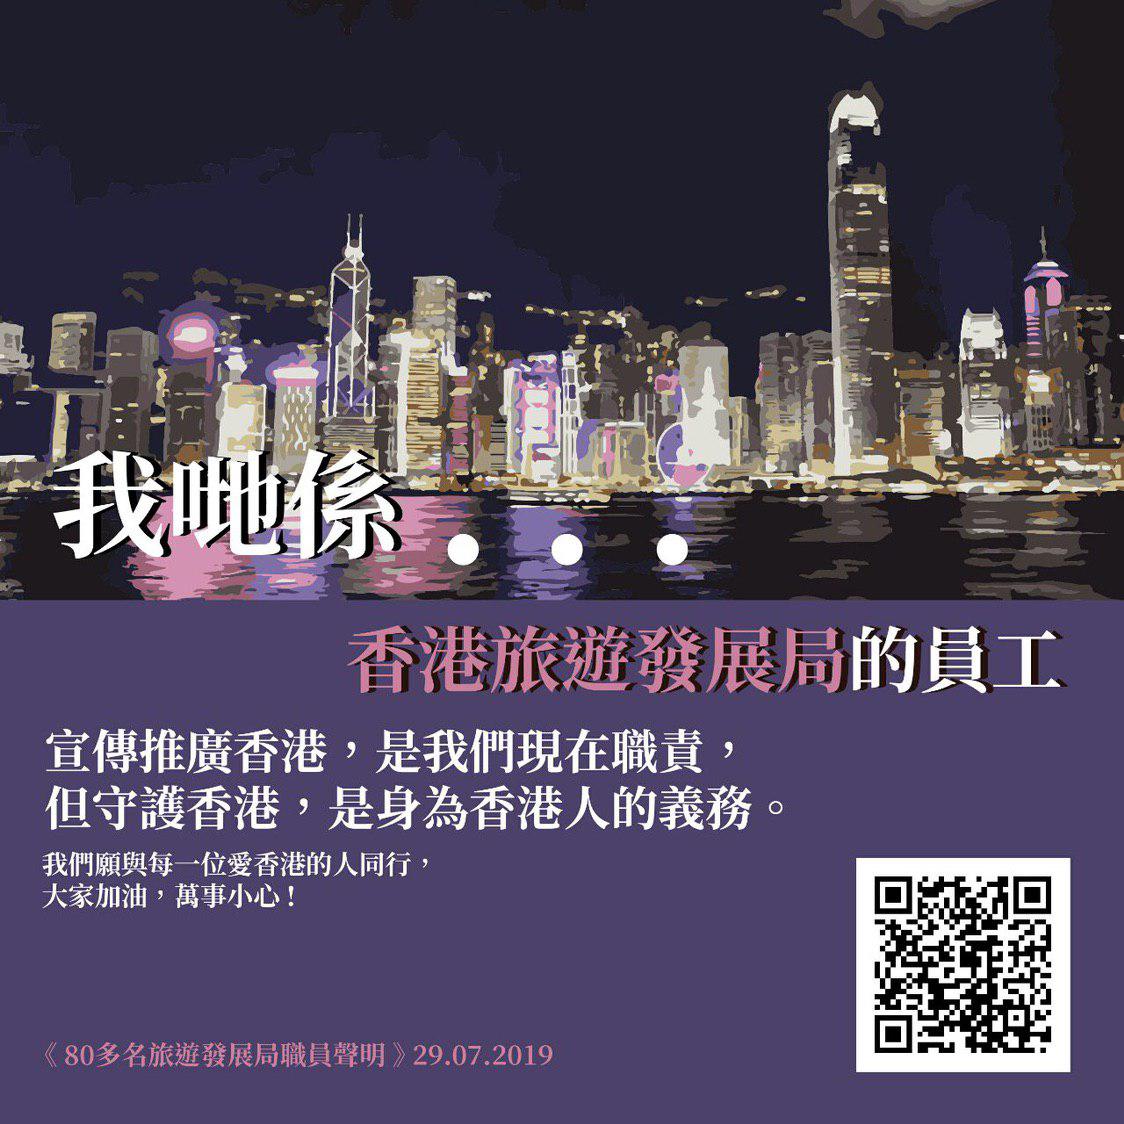 我哋係
香港旅遊發展局的員工
宣傳推廣香港，是我們現在職責，
但守護香港，是身為香港人的義務。
我們願與每一位愛香港的人同行，
大家加油，萬事小心！
《80多名旅遊發展局職員聲明》29.07.2019